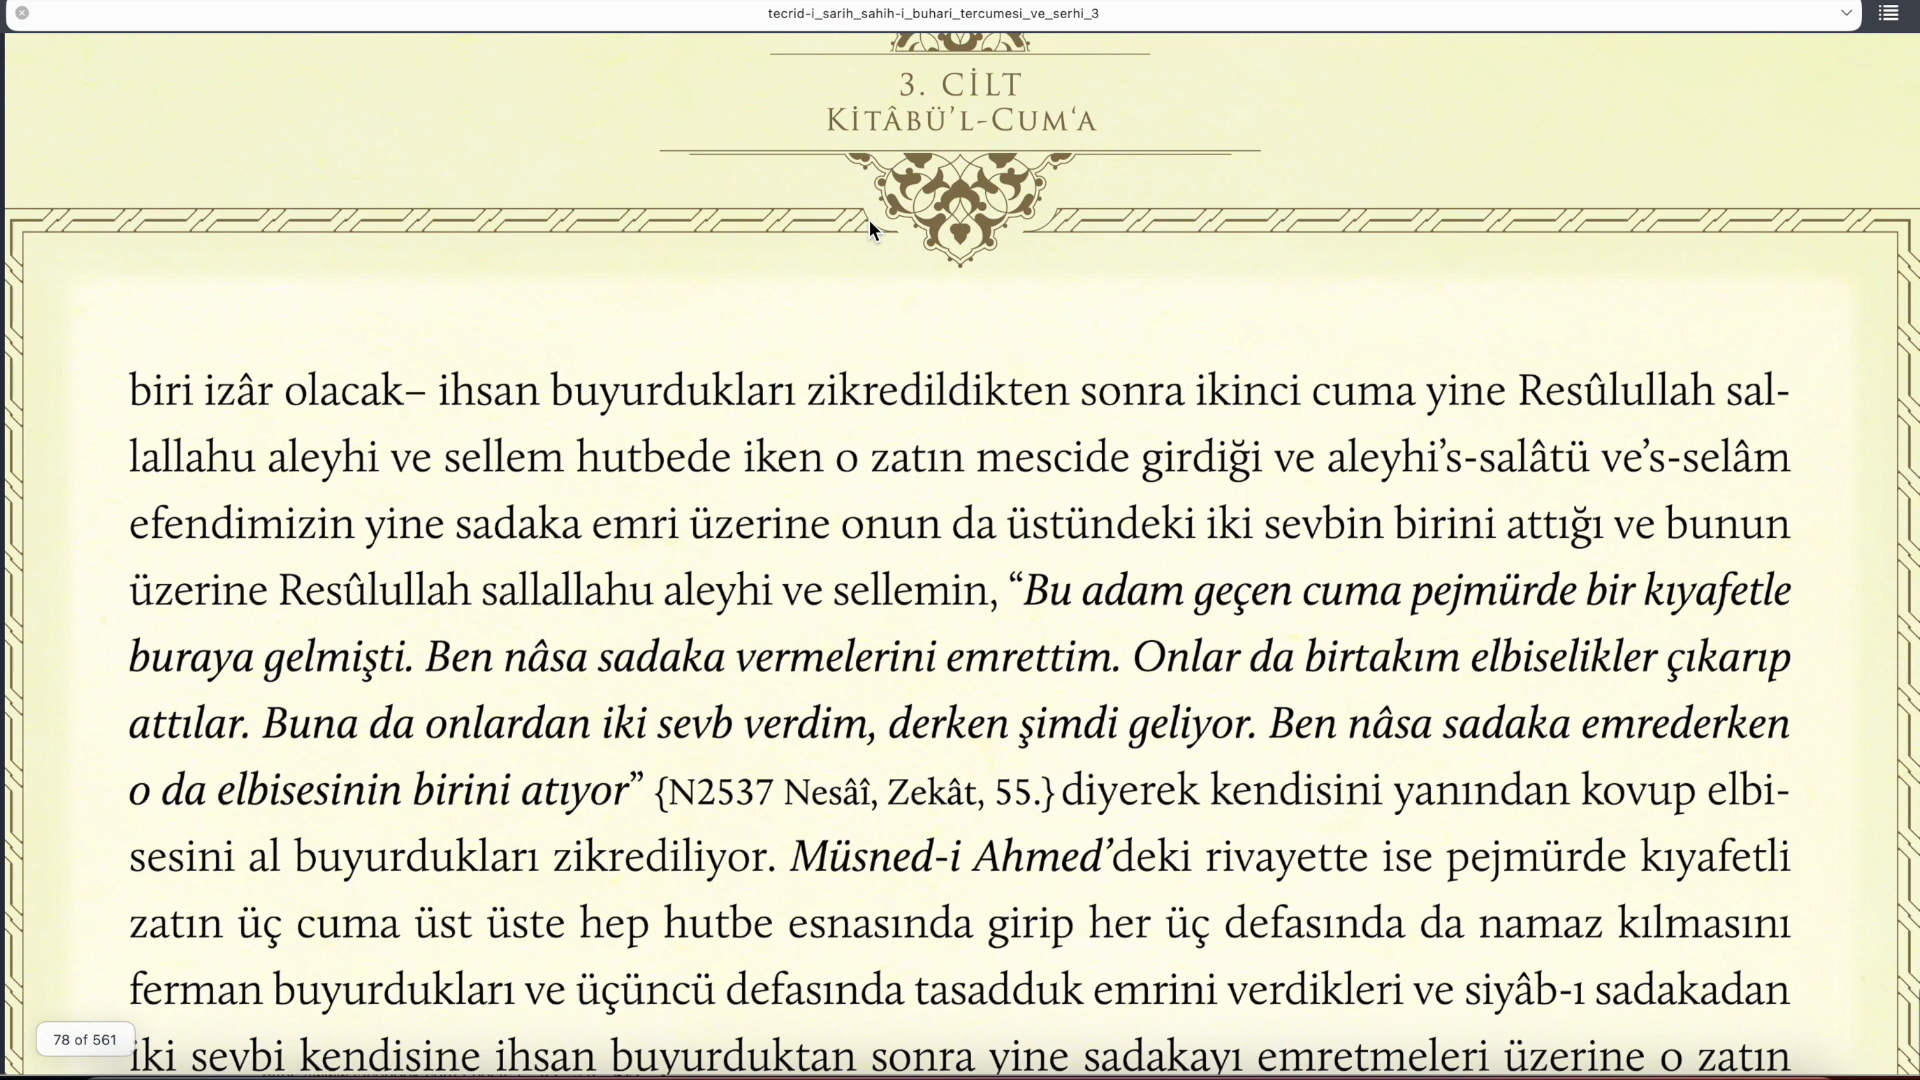 tecrid-i_sarih_sahih-i_buhari_tercumesi_ve_serhi_3
3. CİLT
KİTÂBÜ’L-CUM‘A
biri izâr olacak– ihsan buyurdukları zikredildikten sonra ikinci cuma yine Resûlullah sal-
lallahu aleyhi ve sellem hutbede iken o zatın mescide girdiği ve aleyhi’s-salâtü ve’s-selâm
efendimizin yine sadaka emri üzerine onun da üstündeki iki sevbin birini attığı ve bunun
üzerine Resûlullah sallallahu aleyhi ve sellemin, “Bu adam geçen cuma pejmürde bir kıyafetle
buraya gelmişti. Ben nâsa sadaka vermelerini emrettim. Onlar da birtakım elbiselikler çıkarıp
attılar. Buna da onlardan iki sevb verdim, derken şimdi geliyor. Ben nâsa sadaka emrederken
o da elbisesinin birini atıyor” {N2537 Nesâî, Zekât, 55.} diyerek kendisini yanından kovup elbi-
sesini al buyurdukları zikrediliyor. Müsned-i Ahmed’deki rivayette ise pejmürde kıyafetli
zatın üç cuma üst üste hep hutbe esnasında girip her üç defasında da namaz kılmasını
ferman buyurdukları ve üçüncü defasında tasadduk emrini verdikleri ve siyâb-ı sadakadan
iki sevbi kendisine ihsan buyurduktan sonra yine sadakayı emretmeleri üzerine o zatın
78 of 561